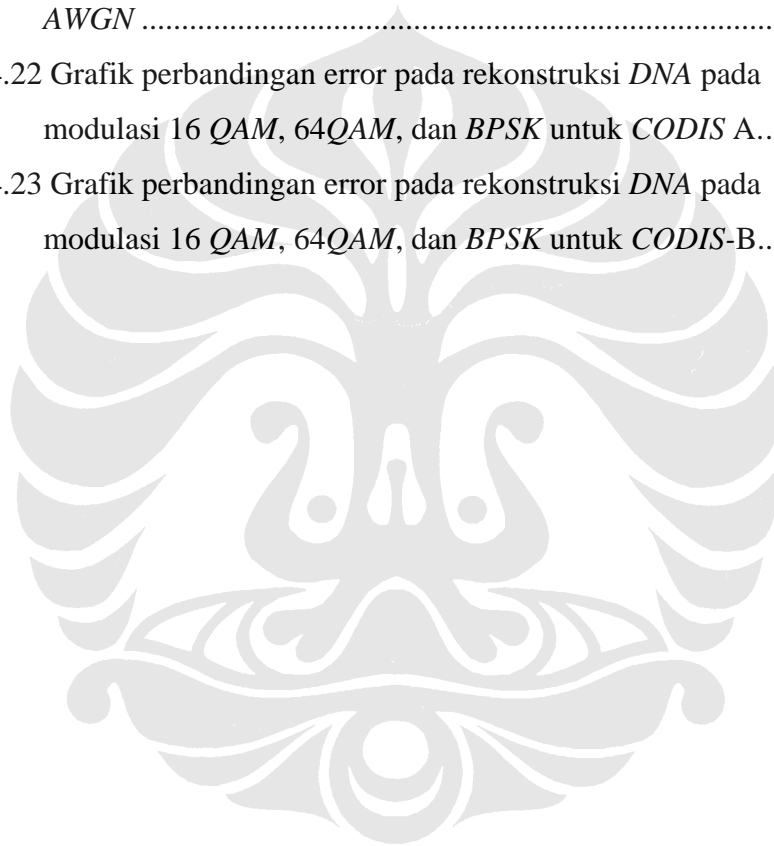 AWGN ........................................................................
.22 Grafik perbandingan error pada rekonstruksi DNA pada
modulasi 16 QAM, 64QAM, dan BPSK untuk CODIS A...
.23 Grafik perbandingan error pada rekonstruksi DNA pada
modulasi 16 QAM, 64QAM, dan BPSK untuk CODIS-B...